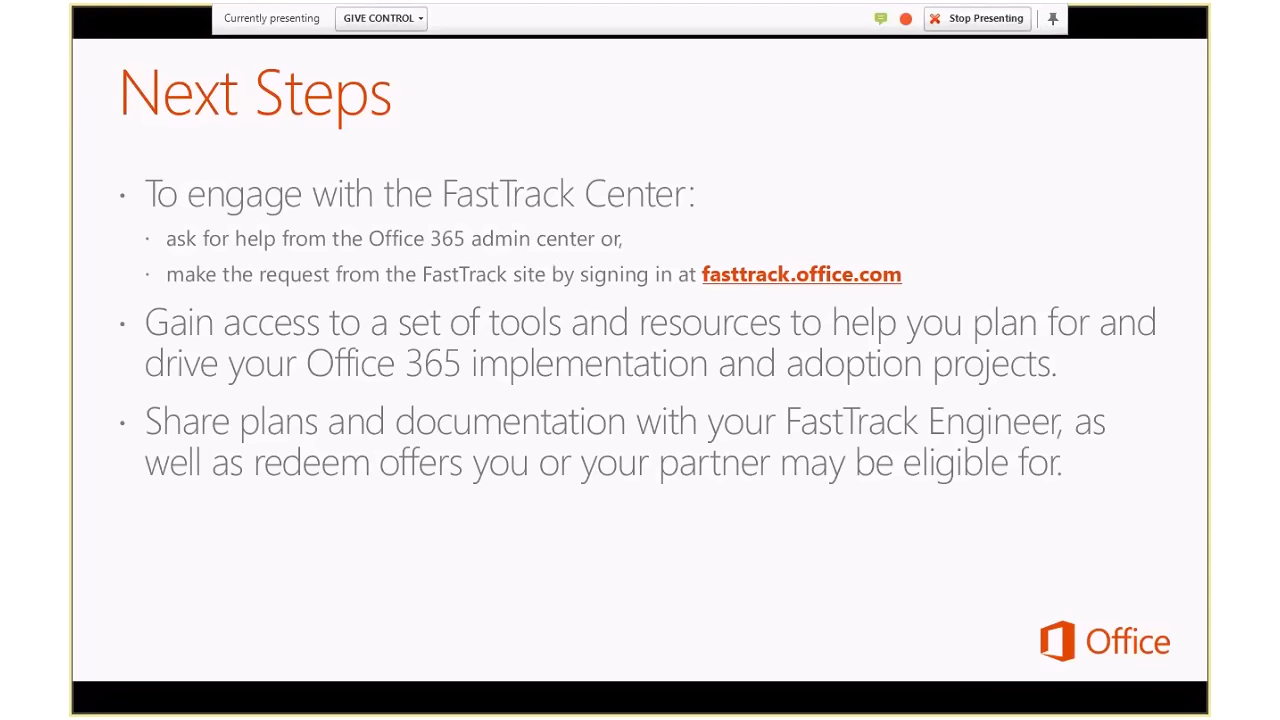 Currently presenting GIVE CONTROL Stop Presenting
Next Steps
· To engage with the FastTrack Center:
· ask for help from the Office 365 admin center or,
· make the request from the FastTrack site by signing in at fasttrack.office.com
· Gain access to a set of tools and resources to help you plan for and
drive your Office 365 implementation and adoption projects.
· Share plans and documentation with your FastTrack Engineer, as
well as redeem offers you or your partner may be eligible for.
Office